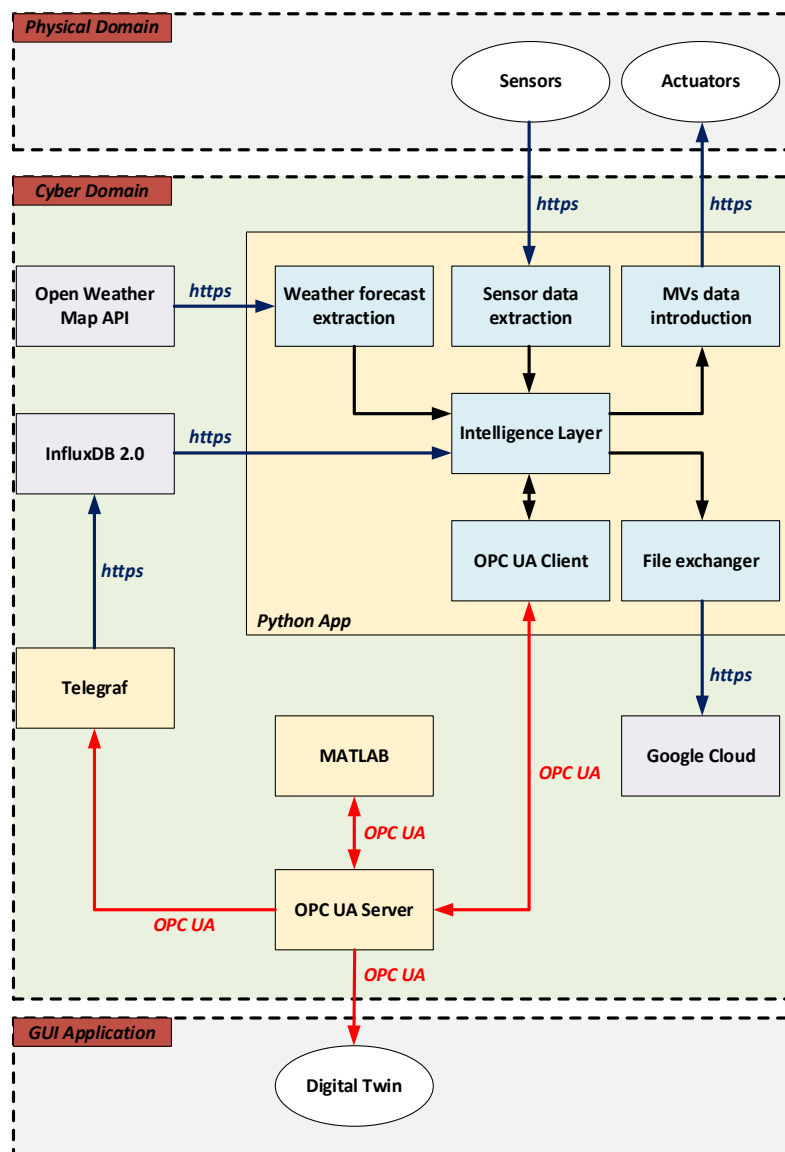 Physical Domain
Sensors
Actuators
Cyber Domain
https
https
Open Weather
Map API
https
Weather forecast
extraction
Sensor data
extraction
MVs data
introduction
InfluxDB 2.0
https
Intelligence Layer
https
OPC UA Client
File exchanger
Python App
Telegraf
https
MATLAB
Google Cloud
OPC UA
OPC UA
OPC UA Server
OPC UA
OPC UA
GUI Application
Digital Twin